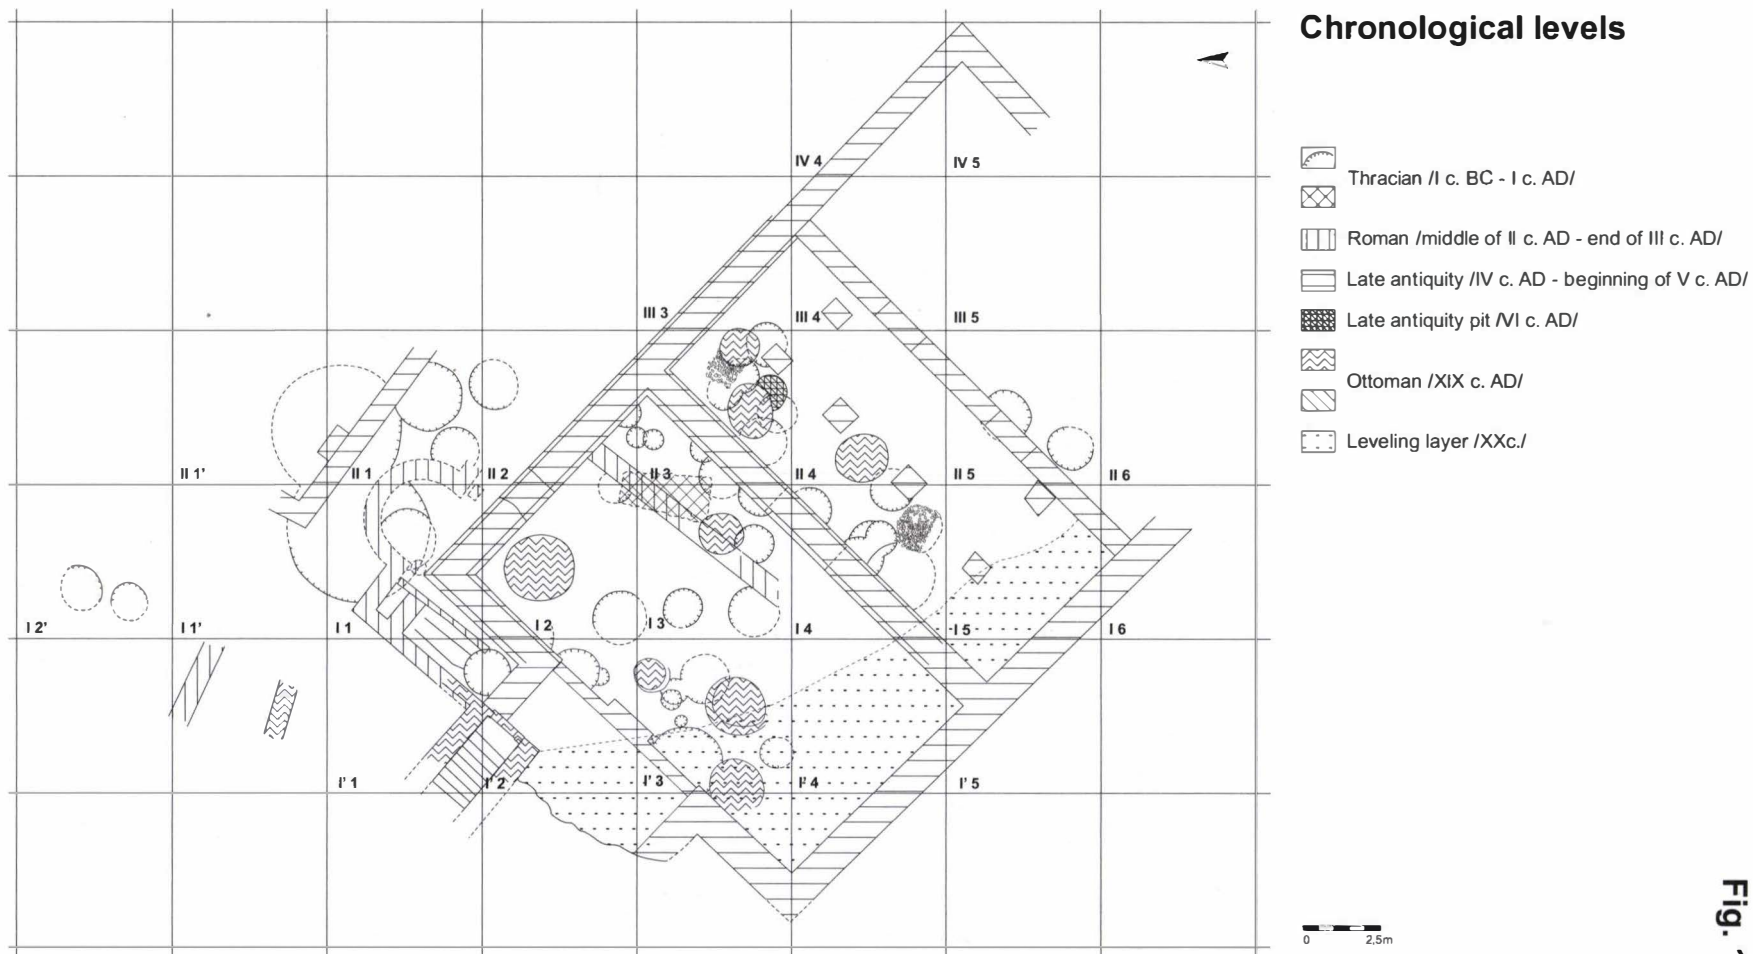 Chronological levels
Thracian /I c. BC - I c. AD/
Roman /middle of II c. AD - end of III c. AD/
Late antiquity /IV c. AD - beginning of V c. AD/
Late antiquity pit /VI c. AD/
Ottoman /XIX c. AD/
Leveling layer /XXc./
IV 4 IV 5
III 3 III 4 III 5
II 1' II 1 II 2 II 3 II 4 II 5 II 6
I 2' I 1' I 1 I 2 I 3 I 4 I 5 I 6
I' 1 I' 2 I' 3 I' 4 I' 5
0 2,5m
Fig.